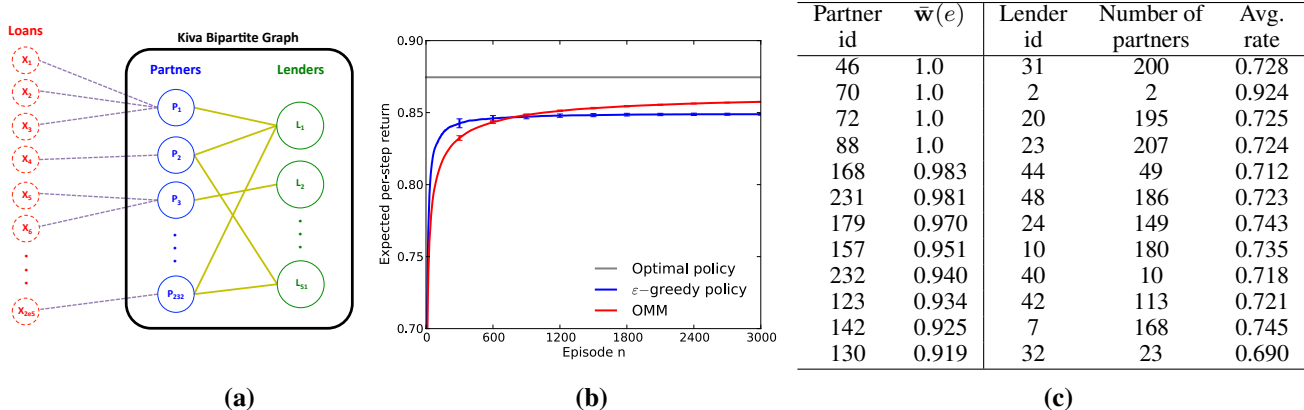 Loans
X1
X2
X3
X4
X5
X6
X2e5
Kiva Bipartite Graph
Partners
Lenders
P1
P2
P3
P232
L1
L2
L51
(a)
0.90
0.85
0.80
0.75
0.70
Expected per-step return
Optimal policy
ε−greedy policy
OMM
0 600 1200 1800 2400 3000
Episode n
(b)
Partner id w̄(e) Lender id Number of partners Avg. rate
46 1.0 31 200 0.728
70 1.0 2 2 0.924
72 1.0 20 195 0.725
88 1.0 23 207 0.724
168 0.983 44 49 0.712
231 0.981 48 186 0.723
179 0.970 24 149 0.743
157 0.951 10 180 0.735
232 0.940 40 10 0.718
123 0.934 42 113 0.721
142 0.925 7 168 0.745
130 0.919 32 23 0.690
(c)